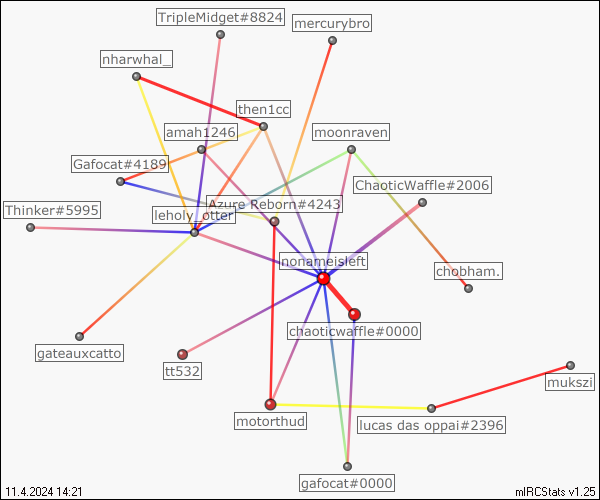 TripleMidget#8824
mercurybro
nharwhal_
then1cc
amah1246
moonraven
Gafocat#4189
ChaoticWaffle#2006
Azure Reborn#4243
Thinker#5995
leholy_otter
nonameisleft
chobham.
chaoticwaffle#0000
gateauxcatto
tt532
mukszi
motorthud
lucas das oppai#2396
gafocat#0000
11.4.2024 14:21
mIRCStats v1.25